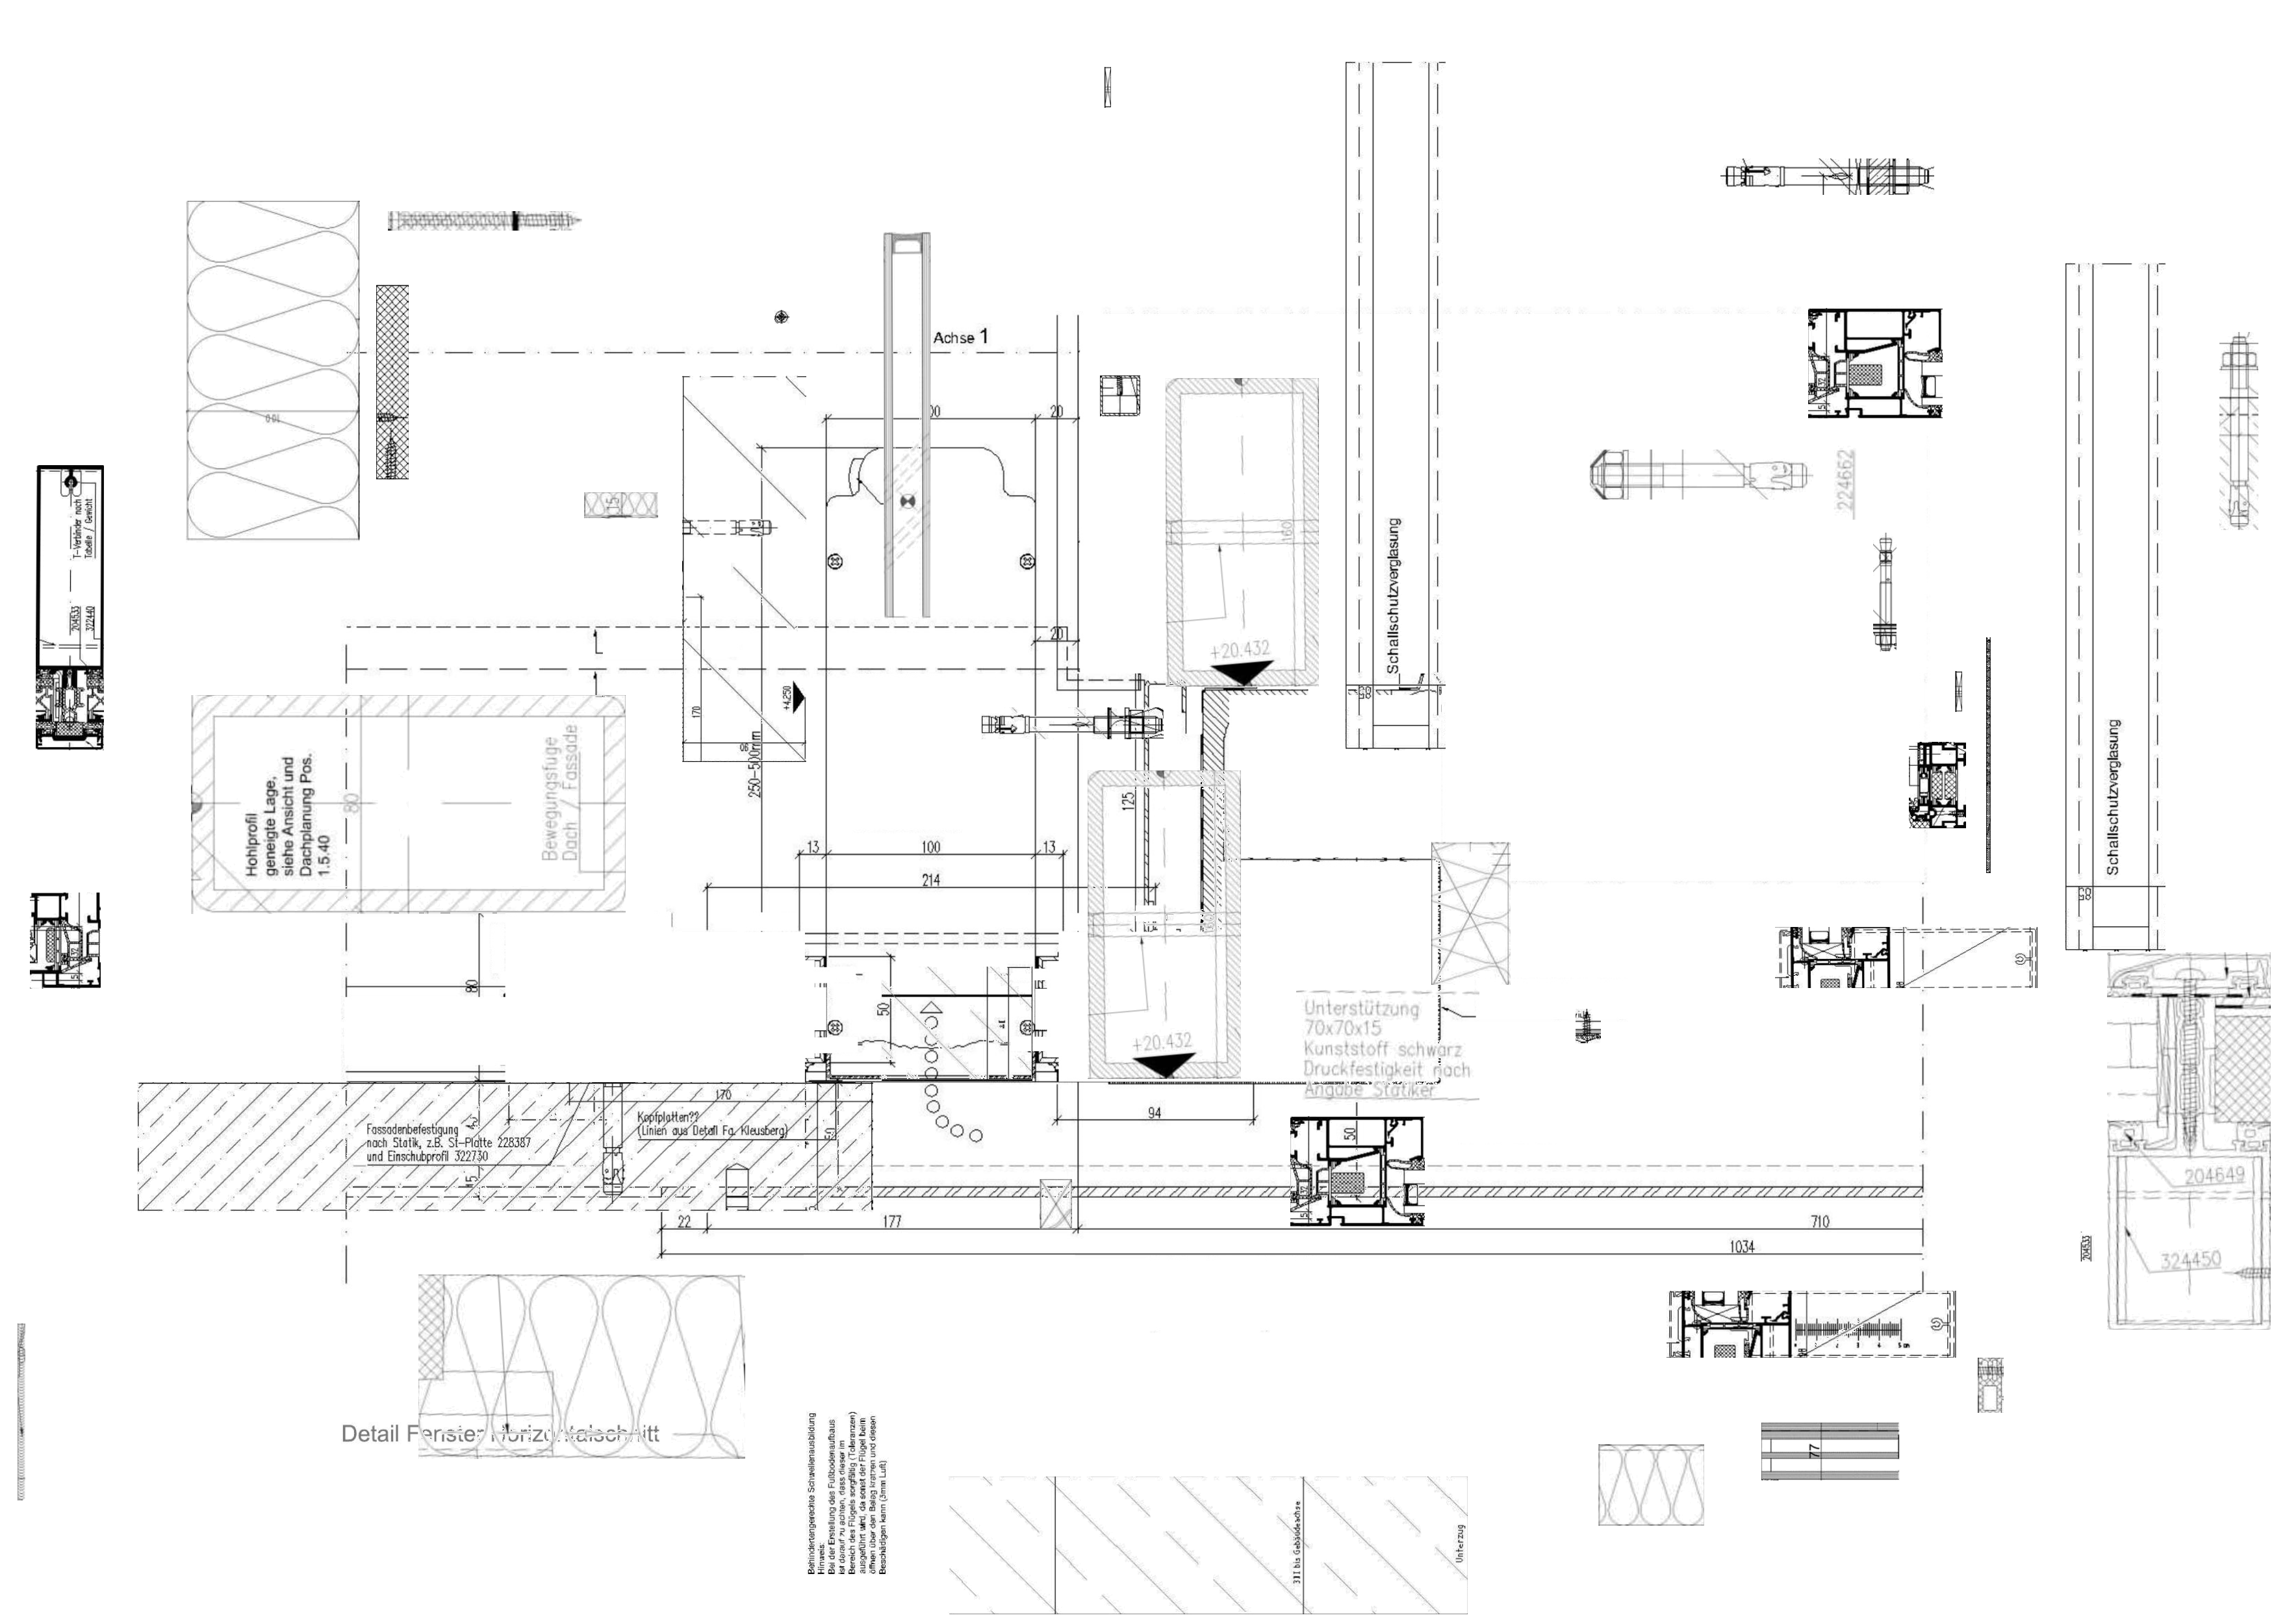 Achse 1
00
20
100
15
T-Verbinder nach
Tabelle / Gewicht
204533
322440
160
+20.432
Schallschutzverglasung
85
224662
32
20
+4.250
170
90
250-500mm
125
Hohlprofil
geneigte Lage,
siehe Ansicht und
Dachplanung Pos.
1.5.40
80
Bewegungsfuge
Dach / Fassade
13
100
13
214
Schallschutzverglasung
85
80
50
+20.432
Unterstützung
70x70x15
Kunststoff schwarz
Druckfestigkeit nach
Angabe Statiker
170
94
Fassadenbefestigung
nach Statik, z.B. St-Platte 228387
und Einschubprofil 322730
Kopfplatten??
(Linien aus Detail Fa. Kleusberg)
50
15
22
177
710
1034
204649
324450
204533
Detail Fenster Horizontalschnitt
Behindertengerechte Schwellenausbildung
Hinweis:
Bei der Erstellung des Fußbodenaufbaus
ist darauf zu achten, dass dieser im
Bereich des Flügels sorgfältig (Toleranzen)
ausgeführt wird, da sonst der Flügel beim
öffnen über den Belag kratzen und diesen
Beschädigen kann (3mm Luft)
bis Gebäudeachse
Unterzug
77